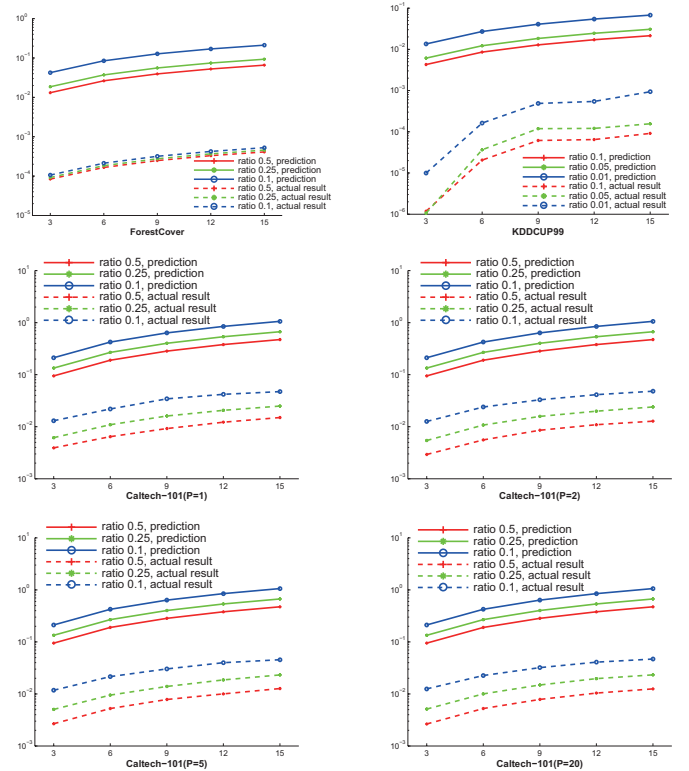 10^0
10^-1
10^-2
10^-3
10^-4
10^-5
3 6 9 12 15
ForestCover
ratio 0.5, prediction
ratio 0.25, prediction
ratio 0.1, prediction
ratio 0.5, actual result
ratio 0.25, actual result
ratio 0.1, actual result
10^-1
10^-2
10^-3
10^-4
10^-5
10^-6
3 6 9 12 15
KDDCUP99
ratio 0.1, prediction
ratio 0.05, prediction
ratio 0.01, prediction
ratio 0.1, actual result
ratio 0.05, actual result
ratio 0.01, actual result
ratio 0.5, prediction
ratio 0.25, prediction
ratio 0.1, prediction
ratio 0.5, actual result
ratio 0.25, actual result
ratio 0.1, actual result
10^1
10^0
10^-1
10^-2
10^-3
3 6 9 12 15
Caltech-101(P=1)
ratio 0.5, prediction
ratio 0.25, prediction
ratio 0.1, prediction
ratio 0.5, actual result
ratio 0.25, actual result
ratio 0.1, actual result
10^1
10^0
10^-1
10^-2
10^-3
3 6 9 12 15
Caltech-101(P=2)
ratio 0.5, prediction
ratio 0.25, prediction
ratio 0.1, prediction
ratio 0.5, actual result
ratio 0.25, actual result
ratio 0.1, actual result
10^1
10^0
10^-1
10^-2
10^-3
3 6 9 12 15
Caltech-101(P=5)
ratio 0.5, prediction
ratio 0.25, prediction
ratio 0.1, prediction
ratio 0.5, actual result
ratio 0.25, actual result
ratio 0.1, actual result
10^1
10^0
10^-1
10^-2
10^-3
3 6 9 12 15
Caltech-101(P=20)